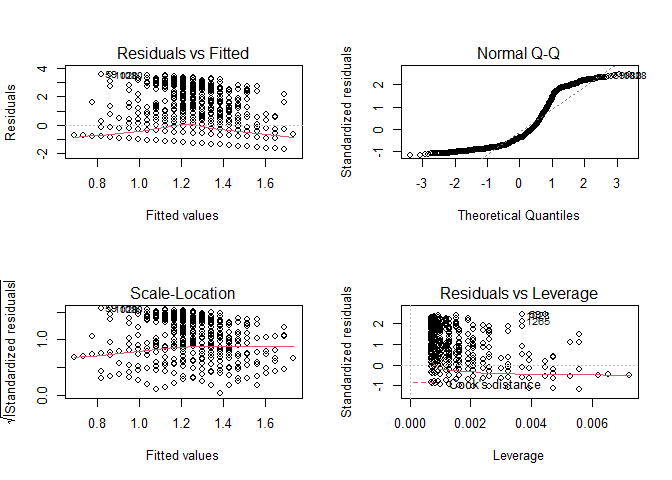 Residuals vs Fitted
Residuals
-2
0
2
4
0.8
1.0
1.2
1.4
1.6
Fitted values
Normal Q-Q
Standardized residuals
-1
0
1
2
-3
-2
-1
0
1
2
3
Theoretical Quantiles
Scale-Location
√|Standardized residuals|
0.0
1.0
0.8
1.0
1.2
1.4
1.6
Fitted values
Residuals vs Leverage
Standardized residuals
-1
0
1
2
1265
Cook's distance
0.000
0.002
0.004
0.006
Leverage